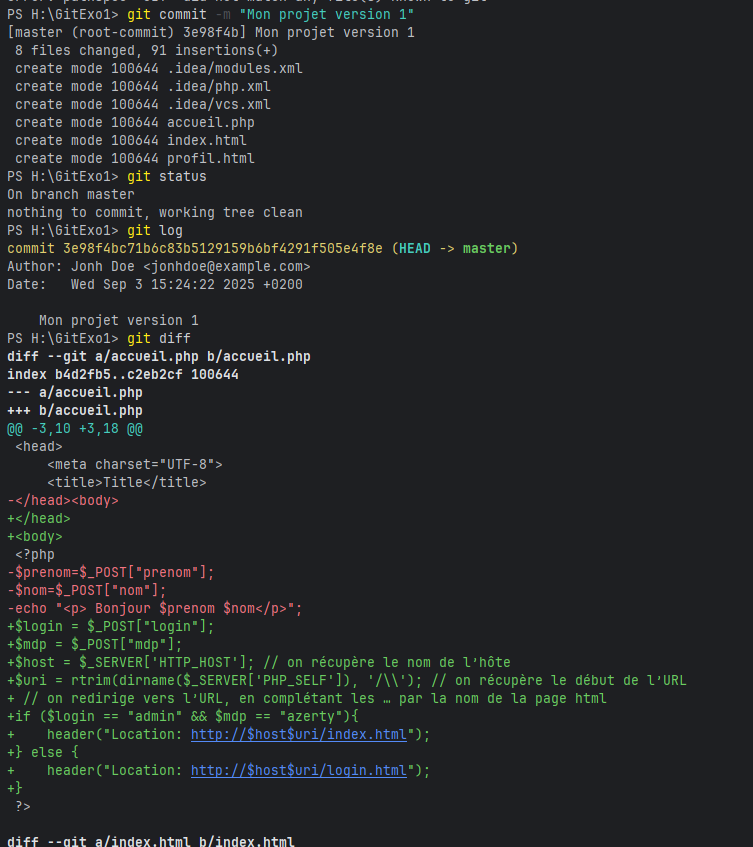 PS H:\GitExo1> git commit -m "Mon projet version 1"
[master (root-commit) 3e98f4b] Mon projet version 1
 8 files changed, 91 insertions(+)
 create mode 100644 .idea/modules.xml
 create mode 100644 .idea/php.xml
 create mode 100644 .idea/vcs.xml
 create mode 100644 accueil.php
 create mode 100644 index.html
 create mode 100644 profil.html
PS H:\GitExo1> git status
On branch master
nothing to commit, working tree clean
PS H:\GitExo1> git log
commit 3e98f4bc71b6c83b5129159b6bf4291f505e4f8e (HEAD -> master)
Author: Jonh Doe <jonhdoe@example.com>
Date:   Wed Sep 3 15:24:22 2025 +0200

    Mon projet version 1
PS H:\GitExo1> git diff
diff --git a/accueil.php b/accueil.php
index b4d2fb5..c2eb2cf 100644
--- a/accueil.php
+++ b/accueil.php
@@ -3,10 +3,18 @@
 <head>
     <meta charset="UTF-8">
     <title>Title</title>
-</head><body>
+</head>
+<body>
 <?php
-$prenom=$_POST["prenom"];
-$nom=$_POST["nom"];
-echo "<p> Bonjour $prenom $nom</p>";
+$login = $_POST["login"];
+$mdp = $_POST["mdp"];
+$host = $_SERVER['HTTP_HOST']; // on récupère le nom de l'hôte
+$uri = rtrim(dirname($_SERVER['PHP_SELF']), '/\\'); // on récupère le début de l'URL
+ // on redirige vers l'URL, en complétant les … par la nom de la page html
+if ($login == "admin" && $mdp == "azerty"){
+    header("Location: http://$host$uri/index.html");
+} else {
+    header("Location: http://$host$uri/login.html");
+}
 ?>

diff --git a/index.html b/index.html